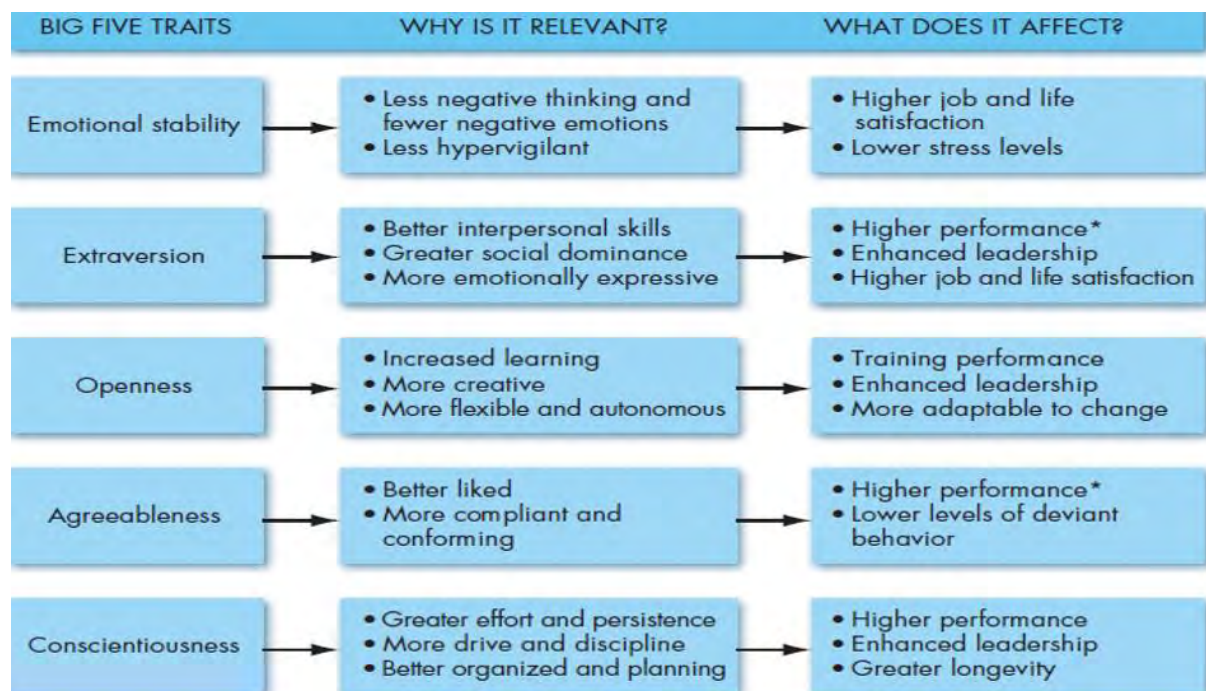 BIG FIVE TRAITS
WHY IS IT RELEVANT?
WHAT DOES IT AFFECT?
Emotional stability
• Less negative thinking and
fewer negative emotions
• Less hypervigilant
• Higher job and life
satisfaction
• Lower stress levels
Extraversion
• Better interpersonal skills
• Greater social dominance
• More emotionally expressive
• Higher performance*
• Enhanced leadership
• Higher job and life satisfaction
Openness
• Increased learning
• More creative
• More flexible and autonomous
• Training performance
• Enhanced leadership
• More adaptable to change
Agreeableness
• Better liked
• More compliant and
conforming
• Higher performance*
• Lower levels of deviant
behavior
Conscientiousness
• Greater effort and persistence
• More drive and discipline
• Better organized and planning
• Higher performance
• Enhanced leadership
• Greater longevity